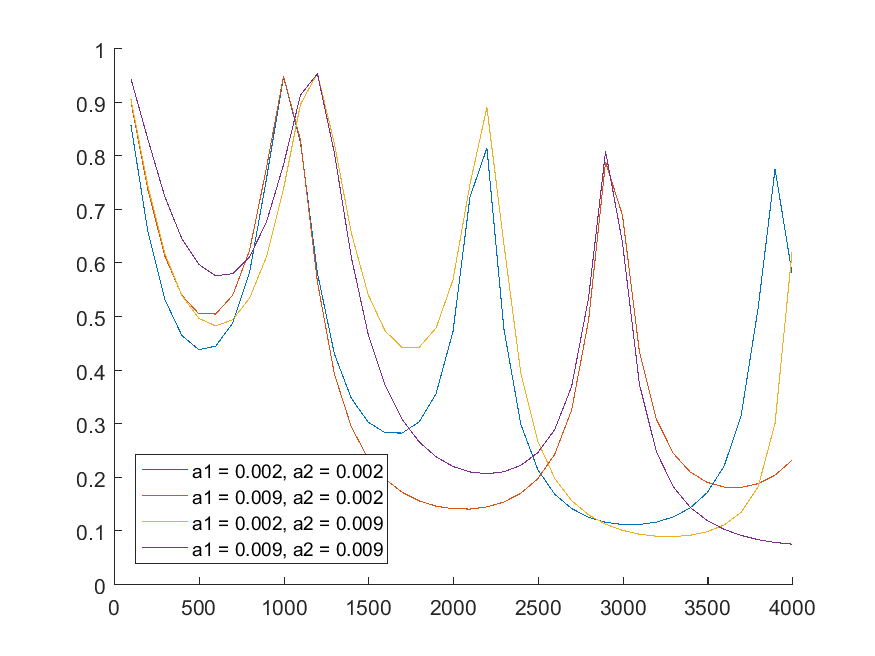 1
0.9
0.8
0.7
0.6
0.5
0.4
0.3
0.2
0.1
0
a1 = 0.002, a2 = 0.002
a1 = 0.009, a2 = 0.002
a1 = 0.002, a2 = 0.009
a1 = 0.009, a2 = 0.009
0 500 1000 1500 2000 2500 3000 3500 4000